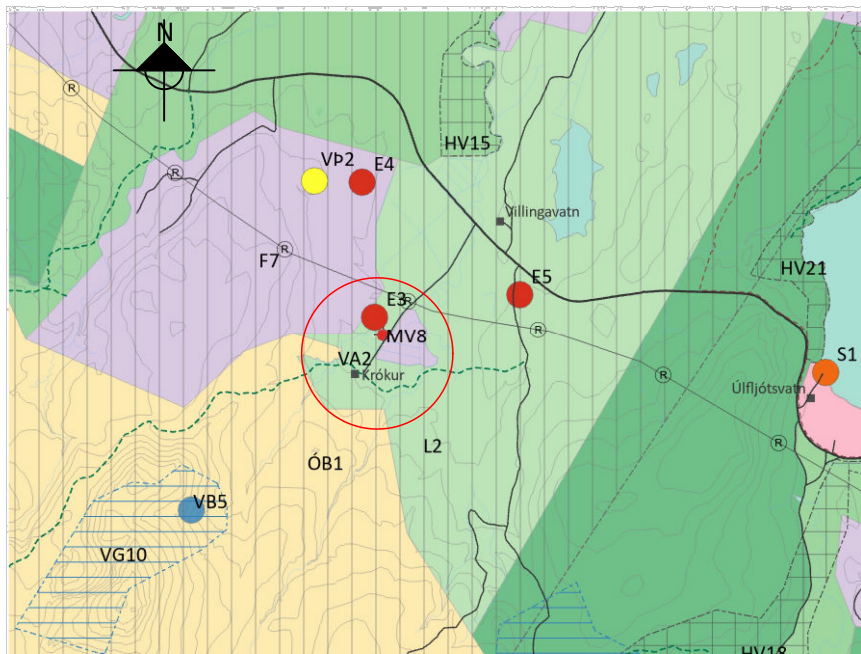 N
R
HV15
VÞ2
E4
R
Villingavatn
F7
R
HV21
E5
E3
R
MV8
R
VA2
Krókur
S1
R
Úlfljótsvatn
L2
R
ÓB1
VB5
VG10
HV18